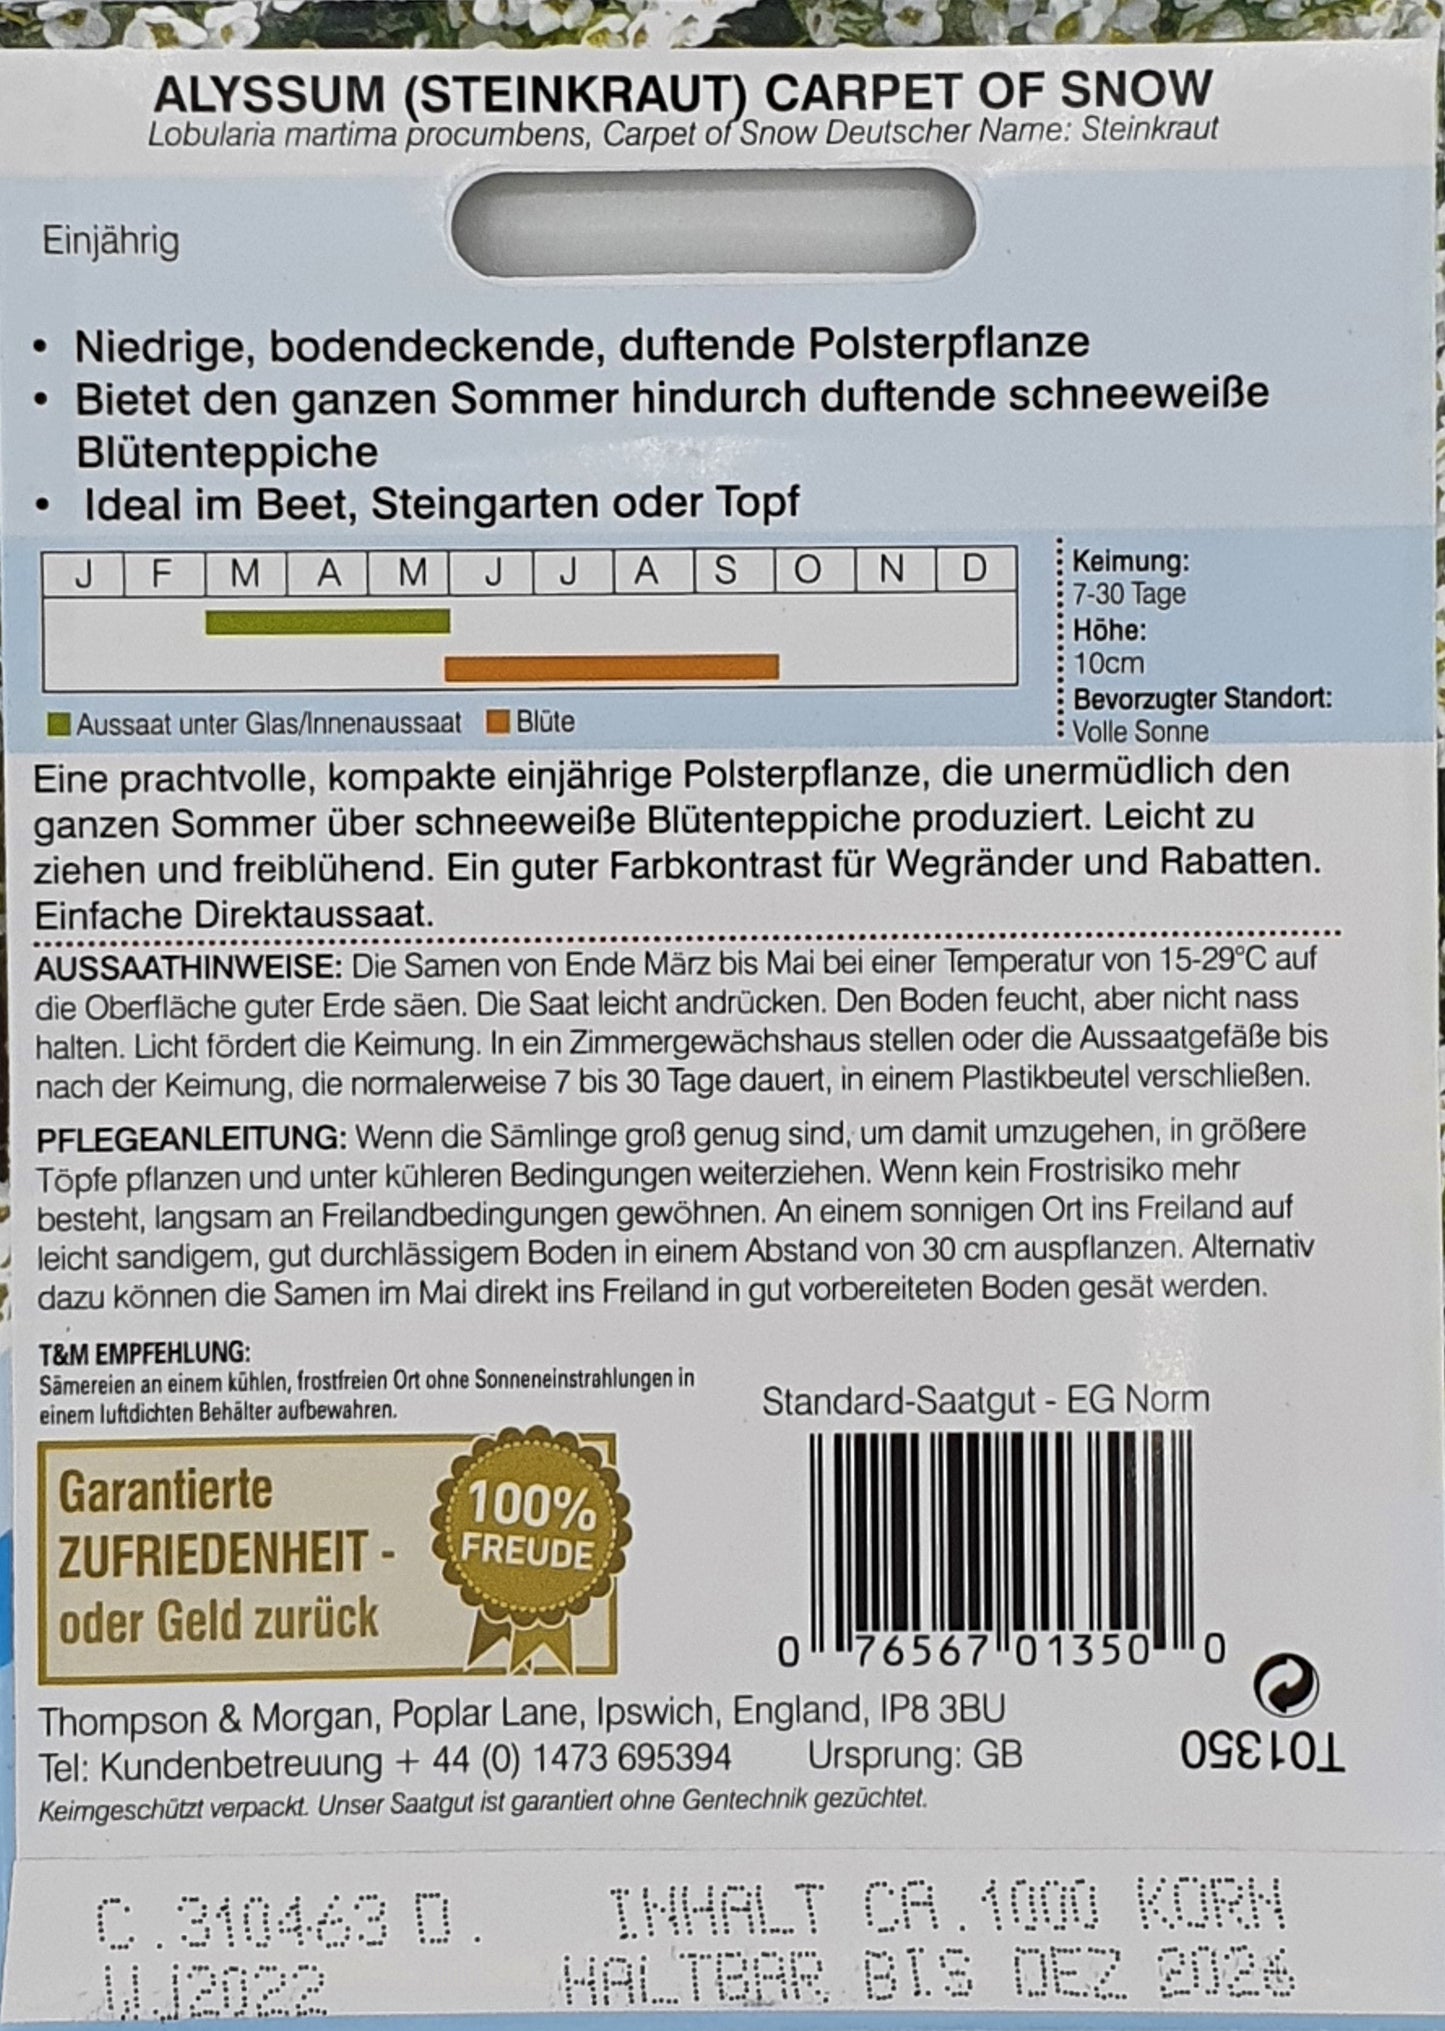 ALYSSUM (STEINKRAUT) CARPET OF SNOW
Lobularia martima procumbens, Carpet of Snow Deutscher Name: Steinkraut
Einjährig
• Niedrige, bodendeckende, duftende Polsterpflanze
• Bietet den ganzen Sommer hindurch duftende schneeweiße
Blütenteppiche
• Ideal im Beet, Steingarten oder Topf
J F M A M J J A S O N D
Aussaat unter Glas/Innenaussaat Blüte
Keimung:
7-30 Tage
Höhe:
10cm
Bevorzugter Standort:
Volle Sonne
Eine prachtvolle, kompakte einjährige Polsterpflanze, die unermüdlich den
ganzen Sommer über schneeweiße Blütenteppiche produziert. Leicht zu
ziehen und freiblühend. Ein guter Farbkontrast für Wegränder und Rabatten.
Einfache Direktaussaat.
AUSSAATHINWEISE: Die Samen von Ende März bis Mai bei einer Temperatur von 15-29°C auf
die Oberfläche guter Erde säen. Die Saat leicht andrücken. Den Boden feucht, aber nicht nass
halten. Licht fördert die Keimung. In ein Zimmergewächshaus stellen oder die Aussaatgefäße bis
nach der Keimung, die normalerweise 7 bis 30 Tage dauert, in einem Plastikbeutel verschließen.
PFLEGEANLEITUNG: Wenn die Sämlinge groß genug sind, um damit umzugehen, in größere
Töpfe pflanzen und unter kühleren Bedingungen weiterziehen. Wenn kein Frostrisiko mehr
besteht, langsam an Freilandbedingungen gewöhnen. An einem sonnigen Ort ins Freiland auf
leicht sandigem, gut durchlässigem Boden in einem Abstand von 30 cm auspflanzen. Alternativ
dazu können die Samen im Mai direkt ins Freiland in gut vorbereiteten Boden gesät werden.
T&M EMPFEHLUNG:
Sämereien an einem kühlen, frostfreien Ort ohne Sonneneinstrahlungen in
einem luftdichten Behälter aufbewahren.
Garantierte
ZUFRIEDENHEIT -
oder Geld zurück
100%
FREUDE
Standard-Saatgut - EG Norm
0 76567 01350 0
Thompson & Morgan, Poplar Lane, Ipswich, England, IP8 3BU
Tel: Kundenbetreuung + 44 (0) 1473 695394 Ursprung: GB
T01350
Keimgeschützt verpackt. Unser Saatgut ist garantiert ohne Gentechnik gezüchtet.
C.310463 D. INHALT CA.1000 KORN
WJ2022 HALTBAR BIS DEZ 2026